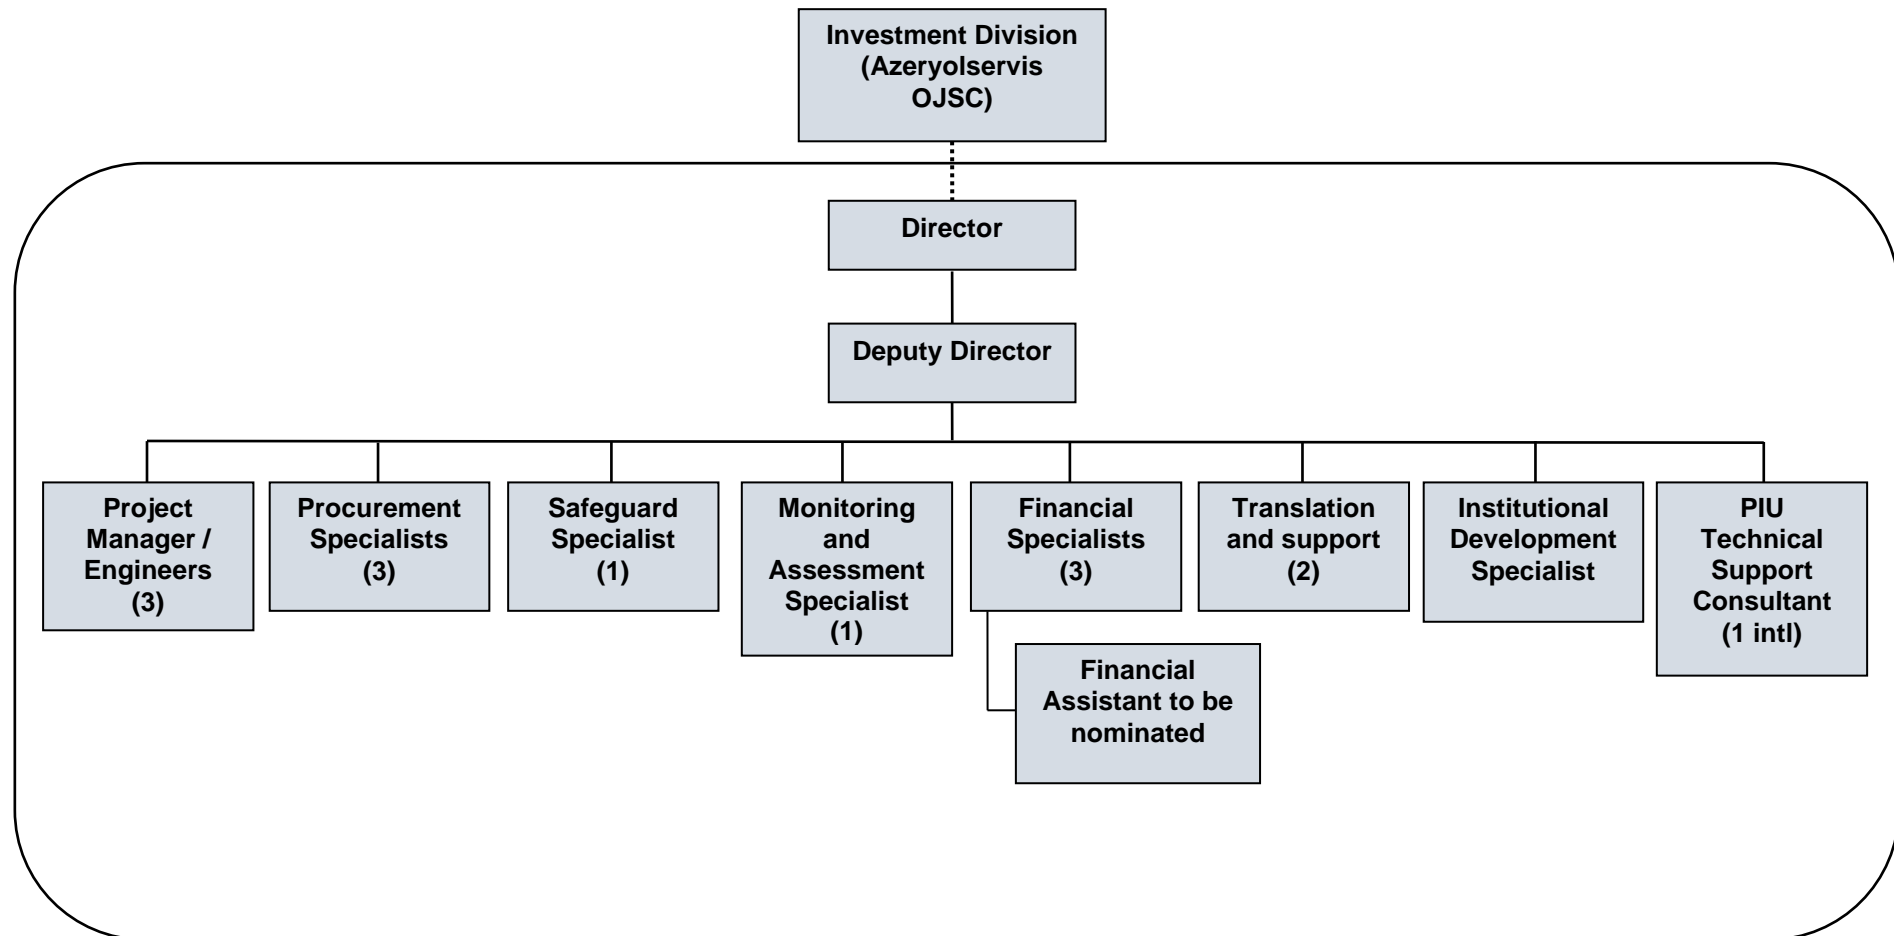 Investment Division
(Azeryolservis
OJSC)
Director
Deputy Director
Project
Manager /
Engineers
(3)
Procurement
Specialists
(3)
Safeguard
Specialist
(1)
Monitoring
and
Assessment
Specialist
(1)
Financial
Specialists
(3)
Translation
and support
(2)
Institutional
Development
Specialist
PIU
Technical
Support
Consultant
(1 intl)
Financial
Assistant to be
nominated